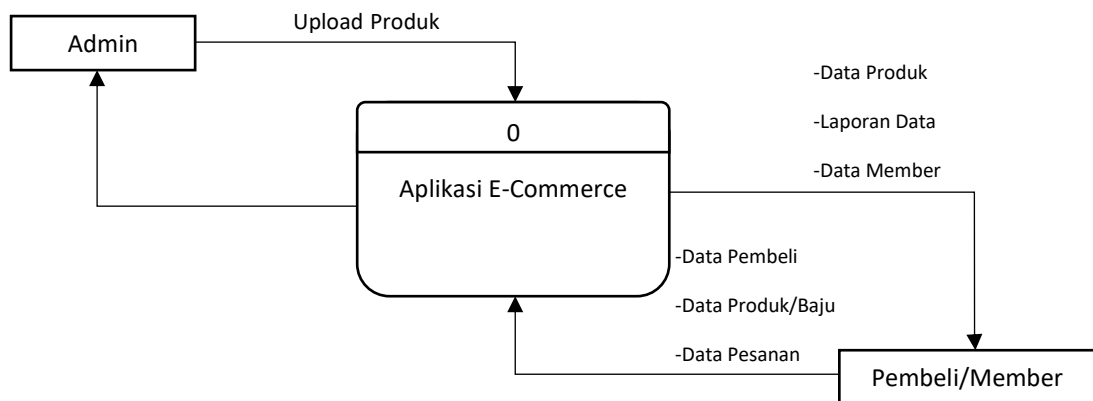 Upload Produk
Admin
-Data Produk
-Laporan Data
-Data Member
0
Aplikasi E-Commerce
-Data Pembeli
-Data Produk/Baju
-Data Pesanan
Pembeli/Member